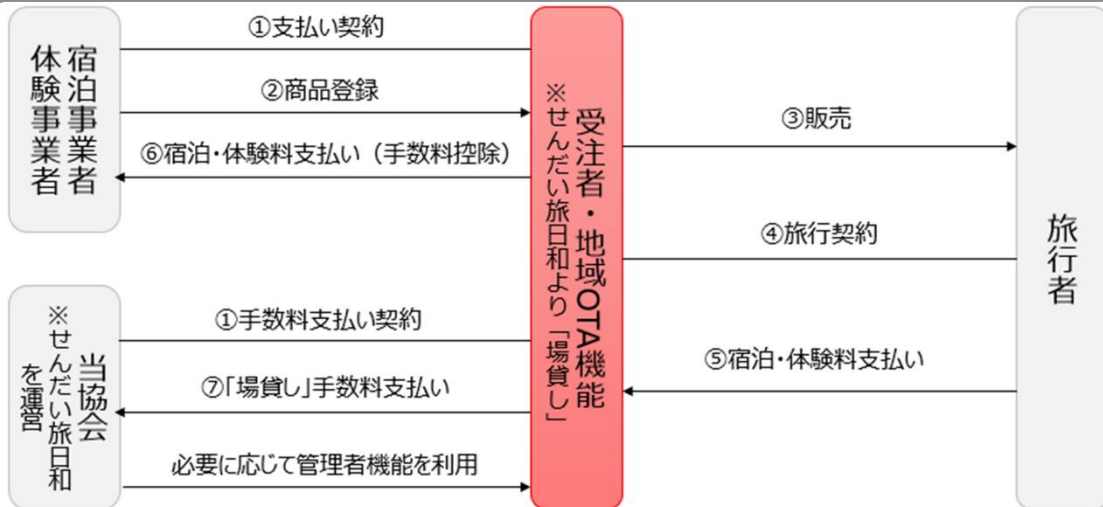 宿泊事業者
体験事業者
①支払い契約
②商品登録
⑥宿泊・体験料支払い（手数料控除）
受注者・地域OTA機能
※せんだい旅日和より「場貸し」
③販売
④旅行契約
⑤宿泊・体験料支払い
旅行者
当協会
※せんだい旅日和
を運営
①手数料支払い契約
⑦「場貸し」手数料支払い
必要に応じて管理者機能を利用